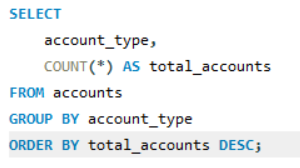 SELECT
    account_type,
    COUNT(*) AS total_accounts
FROM accounts
GROUP BY account_type
ORDER BY total_accounts DESC;